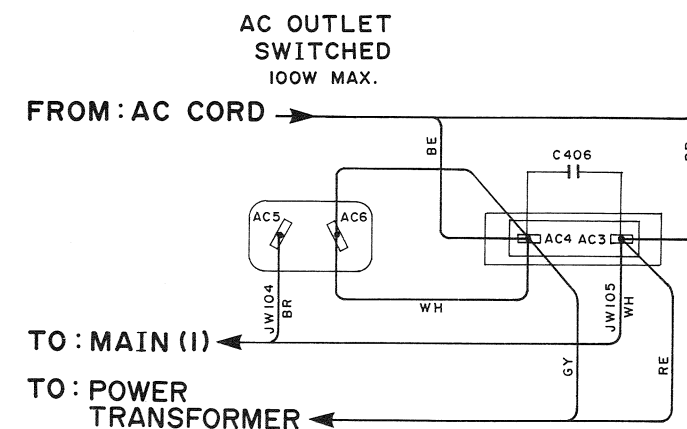 AC OUTLET
SWITCHED
100W MAX.
FROM: AC CORD
BE
C406
AC5
AC6
AC4 AC3
JW104
BR
WH
JW105
WH
TO: MAIN (1)
GY
RE
TO: POWER
TRANSFORMER